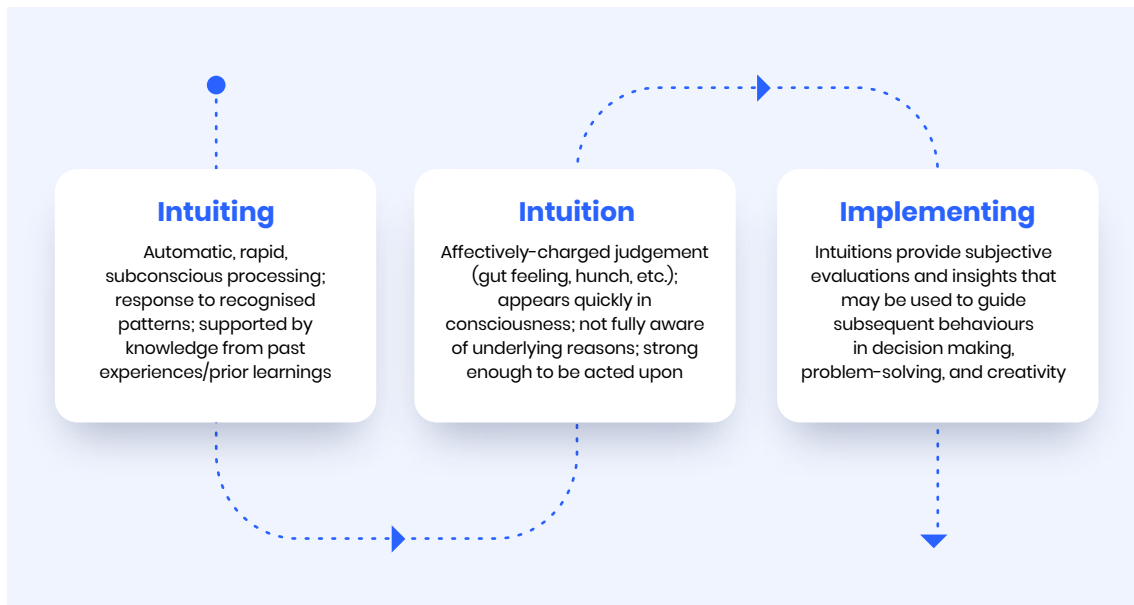 Intuiting
Automatic, rapid,
subconscious processing;
response to recognised
patterns; supported by
knowledge from past
experiences/prior learnings
Intuition
Affectively-charged judgement
(gut feeling, hunch, etc.);
appears quickly in
consciousness; not fully aware
of underlying reasons; strong
enough to be acted upon
Implementing
Intuitions provide subjective
evaluations and insights that
may be used to guide
subsequent behaviours
in decision making,
problem-solving, and creativity